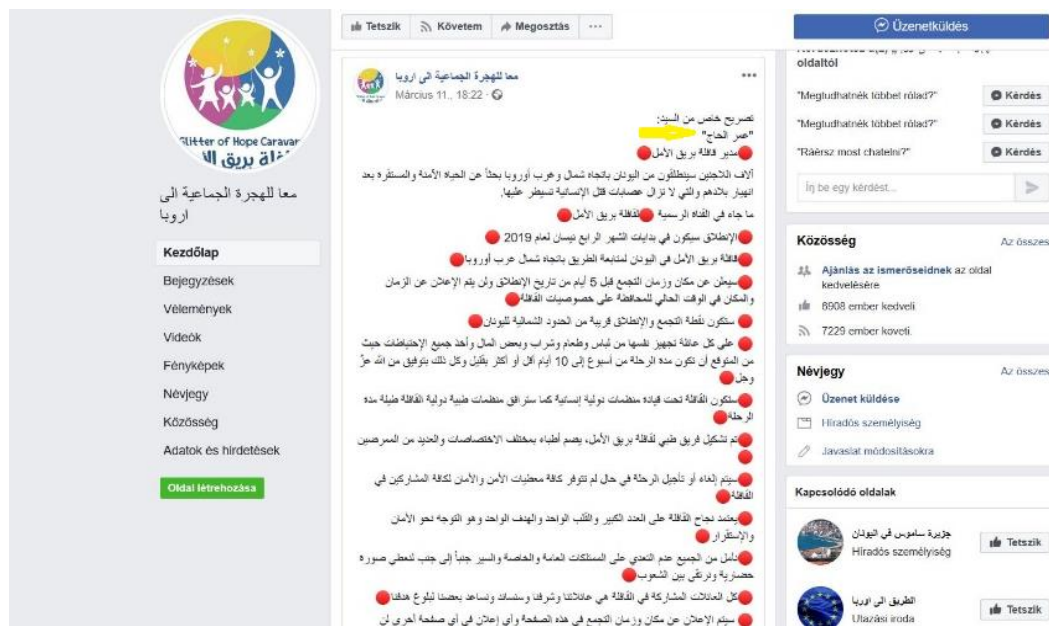 Tetszik
Követem
Megosztás
Üzenetküldés
Glitter of Hope Caravan
معا للهجرة الجماعية الى
اروبا
Kezdőlap
Bejegyzések
Vélemények
Videók
Fényképek
Névjegy
Közösség
Adatok és hirdetések
Oldal létrehozása
معا للهجرة الجماعية الى اروبا
Március 11., 18:22
تصريح خاص من السيد:
"عمر الحاج"
مدير قافلة بريق الأمل
آلاف اللاجئين سينطلقون من اليونان باتجاه شمال وغرب أوروبا بحثاً عن الحياة الآمنة والمستقرة بعد
انهيار بلادهم والتي لا تزال عصابات قتل الإنسانية تسيطر عليها.
ما جاء في القناة الرسمية 🔴لقافلة بريق الأمل🔴
🔴الإنطلاق سيكون في بدايات الشهر الرابع نيسان لعام 2019 🔴
🔴قافلة بريق الأمل في اليونان لمتابعة الطريق باتجاه شمال غرب أوروبا🔴
🔴سيعلن عن مكان وزمان التجمع قبل 5 أيام من تاريخ الإنطلاق ولن يتم الإعلان عن الزمان
والمكان في الوقت الحالي للمحافظة على خصوصيات القافلة🔴
🔴 ستكون نقطة التجمع والإنطلاق قريبة من الحدود الشمالية لليونان🔴
🔴 على كل عائلة تجهيز نفسها من لباس وطعام وشراب وبعض المال وأخذ جميع الإحتياطات حيث
من المتوقع أن تكون مدة الرحلة من أسبوع إلى 10 أيام أقل أو أكثر بقليل وكل ذلك بتوفيق من الله عزّ
وجل🔴
🔴ستكون القافلة تحت قيادة منظمات دولية إنسانية كما سترافق منظمات طبية دولية القافلة طيلة مدة
الرحلة🔴
🔴تم تشكيل فريق طبي لقافلة بريق الأمل، يضم أطباء بمختلف الاختصاصات والعديد من الممرضين
🔴
🔴سيتم إلغاء أو تأجيل الرحلة في حال لم تتوفر كافة معطيات الأمن والأمان لكافة المشاركين في
القافلة🔴
🔴يعتمد نجاح القافلة على العدد الكبير والقلب الواحد والهدف الواحد وهو التوجه نحو الأمان
والإستقرار🔴
🔴نأمل من الجميع عدم التعدي على الممتلكات العامة والخاصة والسير جنباً إلى جنب لنعطي صورة
حضارية ونرتقي بين الشعوب🔴
🔴كل العائلات المشاركة في القافلة هي عائلاتنا وشرفنا وسنساند ونساعد بعضنا لبلوغ هدفنا🔴
🔴 سيتم الإعلان عن مكان وزمان التجمع في هذه الصفحة وأي إعلان في أي صفحة أخرى لن
oldaltól
"Megtudhatnék többet rólad?"
Kérdés
"Megtudhatnék többet rólad?"
Kérdés
"Ráérsz most chatelni?"
Kérdés
Írj be egy kérdést...
Közösség
Az összes
Ajánlás az ismerőseidnek az oldal
kedvelésére
6908 ember kedveli
7229 ember követi
Névjegy
Az összes
Üzenet küldése
Híradós személyiség
Javaslat módosításokra
Kapcsolódó oldalak
جزيرة ساموس في اليونان
Híradós személyiség
Tetszik
الطريق الى اوربا
Utazási iroda
Tetszik